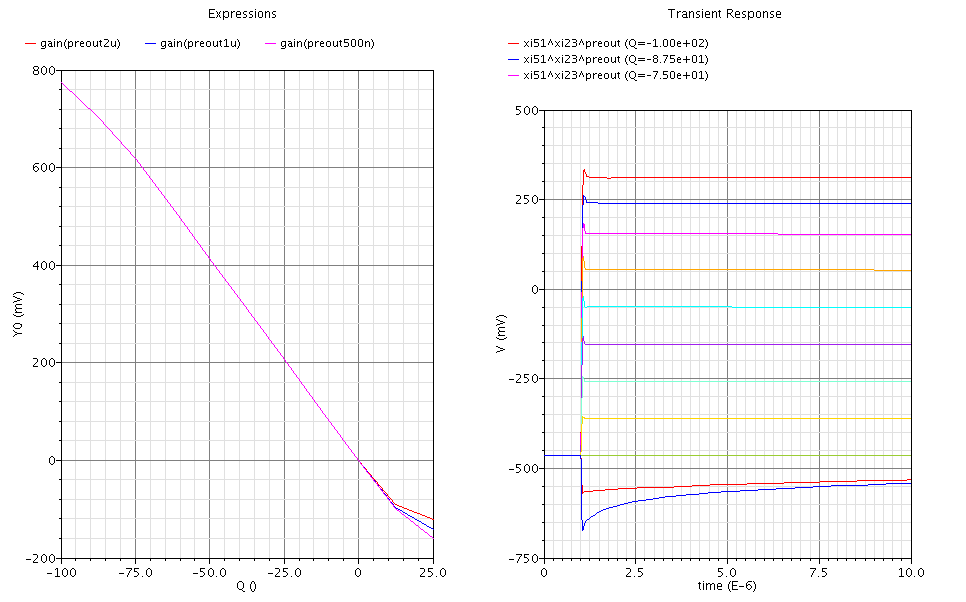 Expressions
gain(preout2u) gain(preout1u) gain(preout500n)
800
600
400
200
0
-200
Y0 (mV)
-100 -75.0 -50.0 -25.0 0 25.0
Q ()
Transient Response
xi51^xi23^preout (Q=-1.00e+02)
xi51^xi23^preout (Q=-8.75e+01)
xi51^xi23^preout (Q=-7.50e+01)
500
250
0
-250
-500
-750
V (mV)
0 2.5 5.0 7.5 10.0
time (E-6)